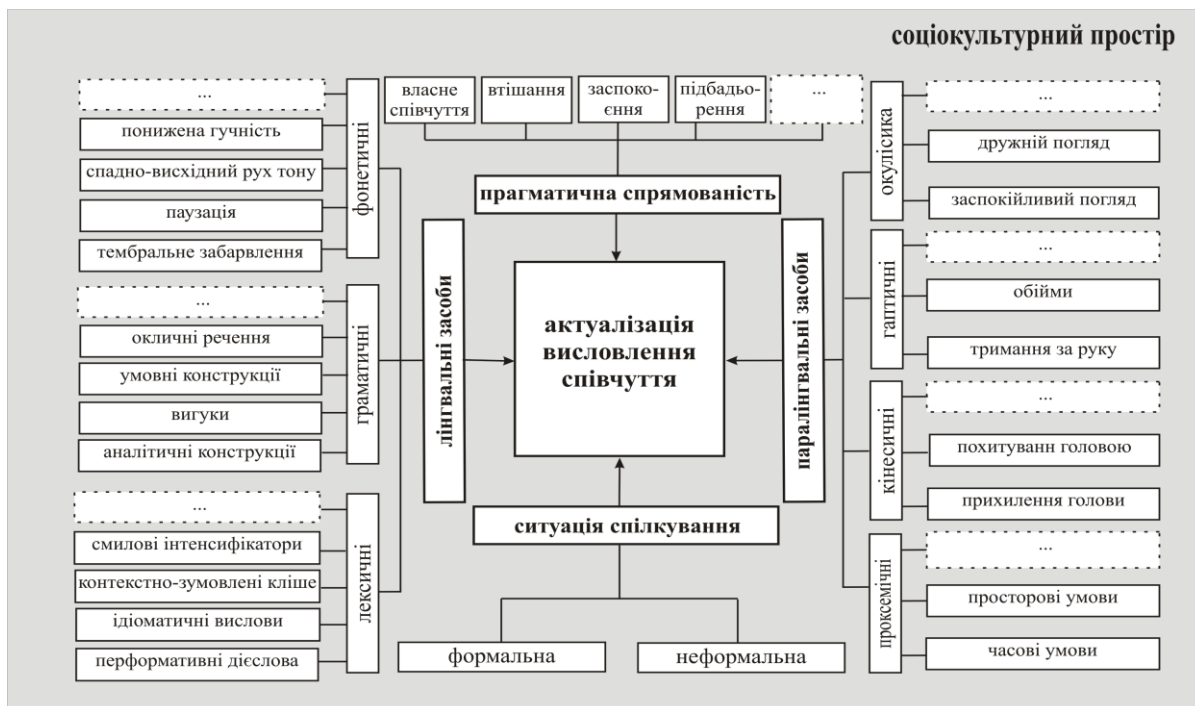 соціокультурний простір
...
понижена гучність
спадно-висхідний рух тону
паузація
тембральне забарвлення
фонетичні
...
окличні речення
умовні конструкції
вигуки
аналітичні конструкції
граматичні
...
смилові інтенсифікатори
контекстно-зумовлені кліше
ідіоматичні вислови
перформативні дієслова
лексичні
лінгвальні засоби
власне
співчуття
втішання
заспоко-
єння
підбадьо-
рення
...
прагматична спрямованість
актуалізація
висловлення
співчуття
ситуація спілкування
формальна
неформальна
паралінгвальні засоби
окулісика
...
дружній погляд
заспокійливий погляд
гаптичні
...
обійми
тримання за руку
кінесичні
...
похитуванн головою
прихилення голови
проксемічні
...
просторові умови
часові умови